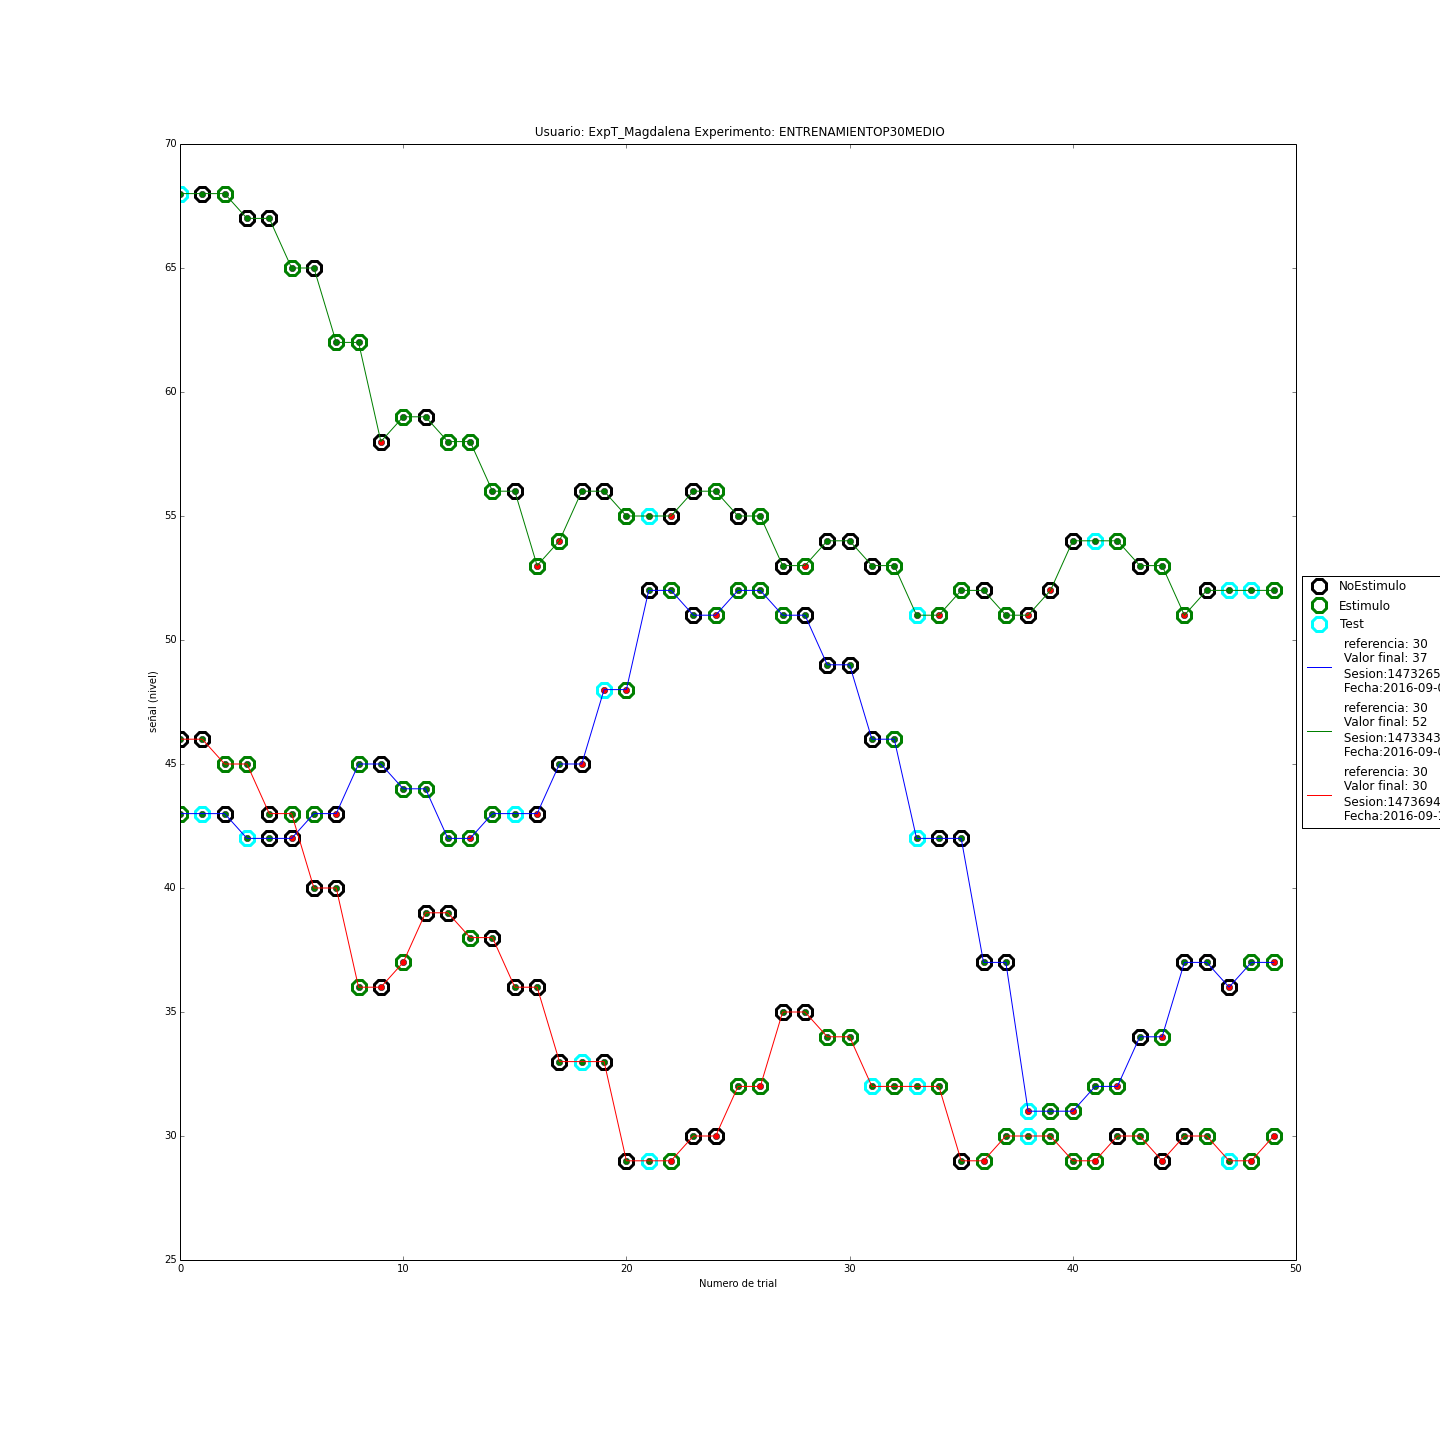 Usuario: ExpT_Magdalena Experimento: ENTRENAMIENTOP30MEDIO
70
65
60
55
50
45
40
35
30
25
señal (nivel)
0 10 20 30 40 50
Numero de trial
NoEstimulo
Estimulo
Test
referencia: 30
Valor final: 37
Sesion:1473265
Fecha:2016-09-0
referencia: 30
Valor final: 52
Sesion:1473343
Fecha:2016-09-0
referencia: 30
Valor final: 30
Sesion:1473694
Fecha:2016-09-1